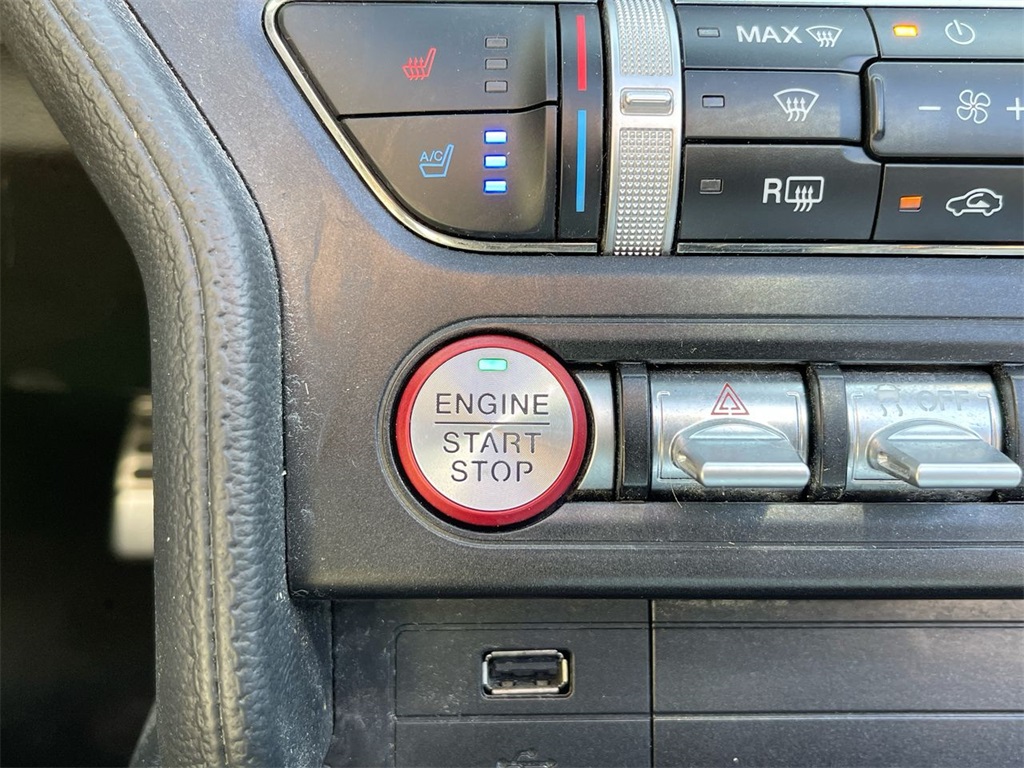 MAX
A/C
R
ENGINE
START
STOP
OFF